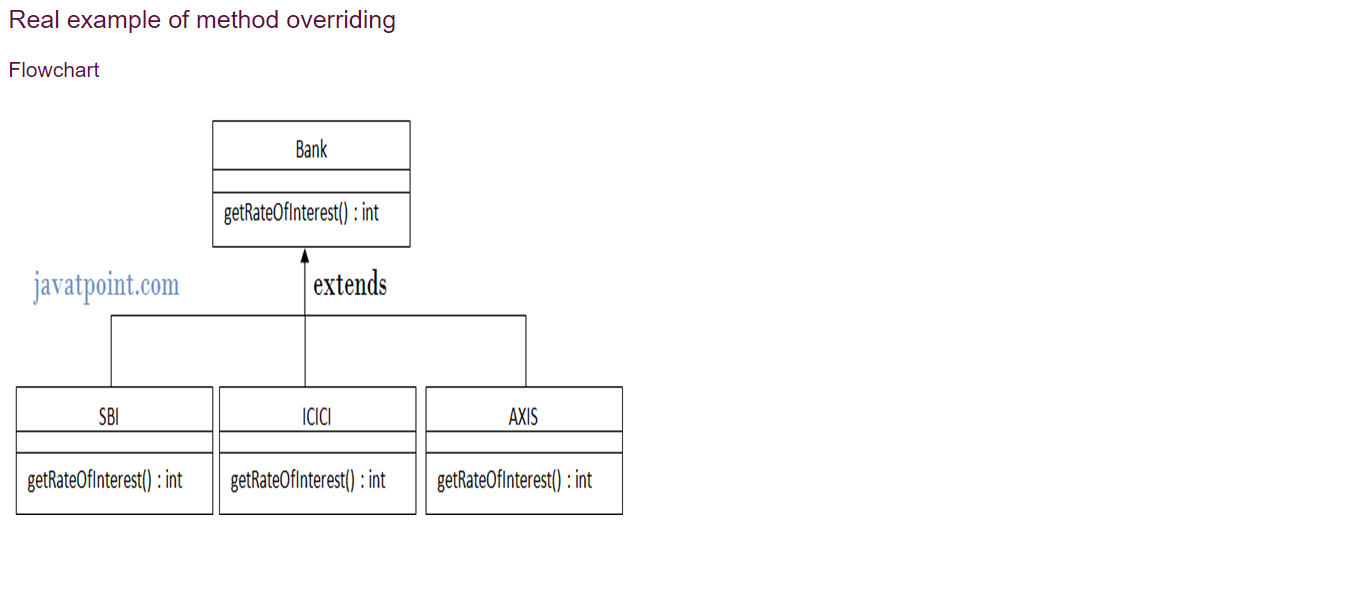 Real example of method overriding
Flowchart
Bank
getRateOfInterest() : int
javatpoint.com
extends
SBI
ICICI
AXIS
getRateOfInterest() : int
getRateOfInterest() : int
getRateOfInterest() : int